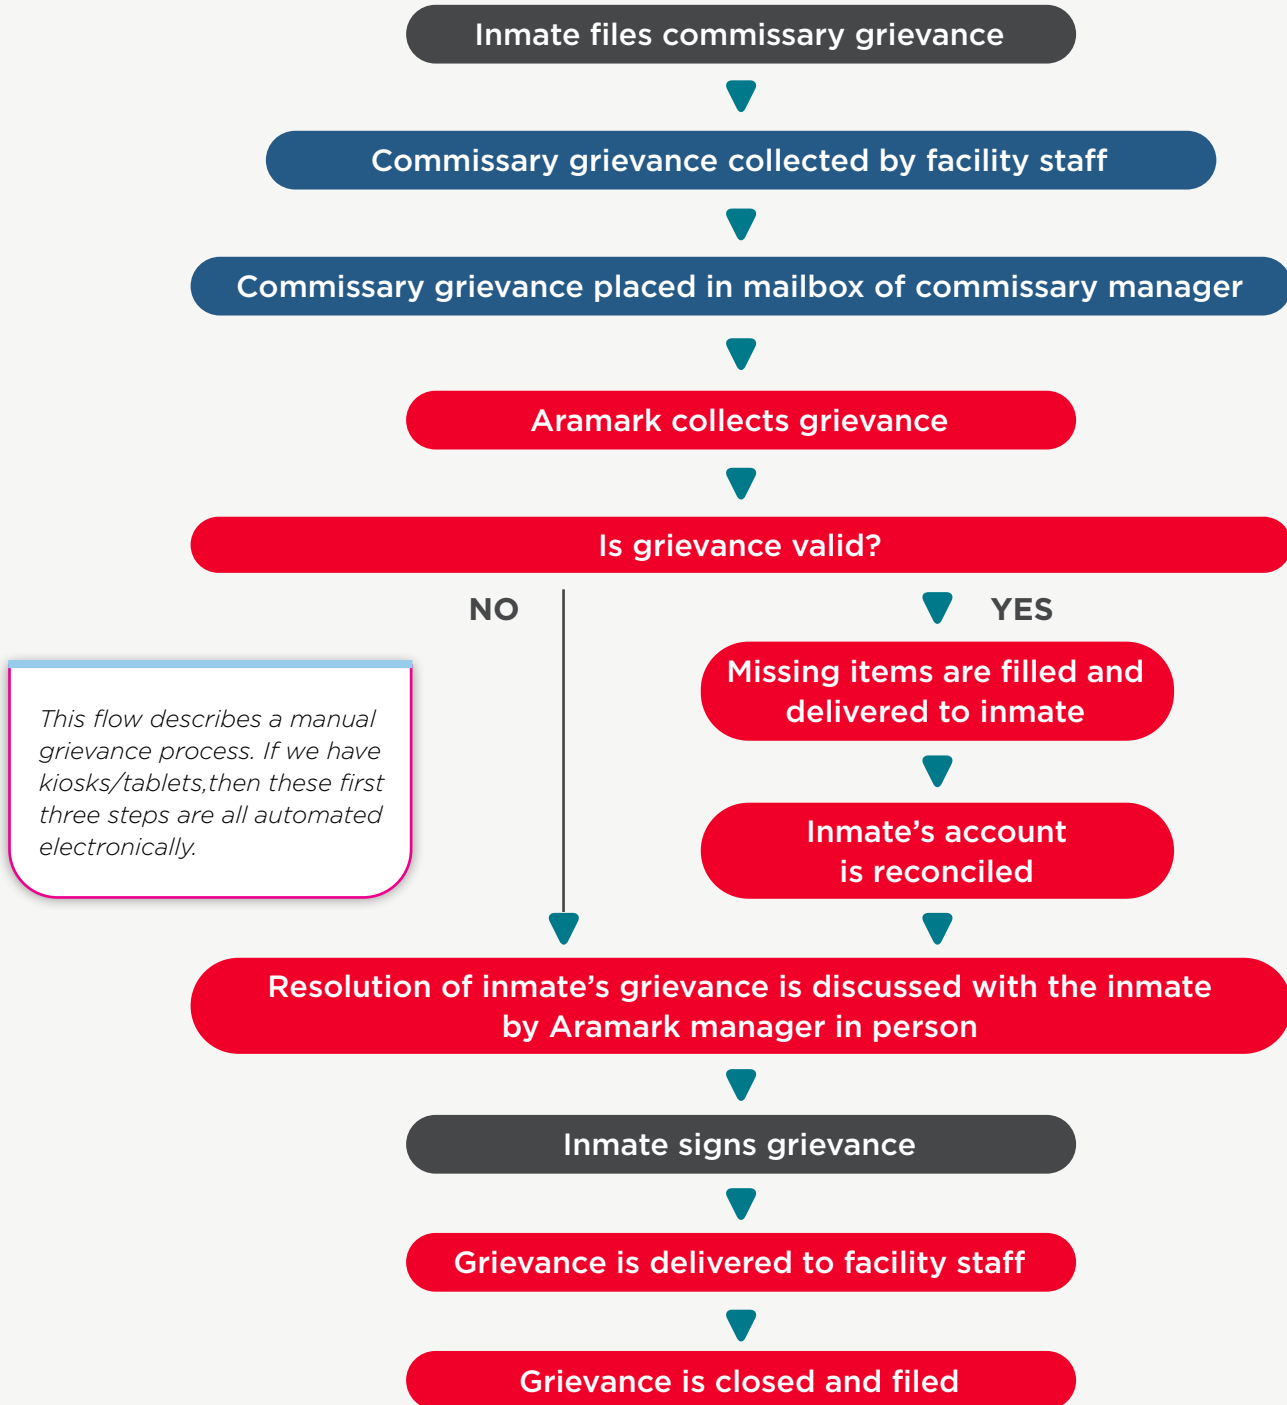 Inmate files commissary grievance
Commissary grievance collected by facility staff
Commissary grievance placed in mailbox of commissary manager
Aramark collects grievance
Is grievance valid?
NO
YES
Missing items are filled and
delivered to inmate
This flow describes a manual
grievance process. If we have
kiosks/tablets,then these first
three steps are all automated
electronically.
Inmate’s account
is reconciled
Resolution of inmate’s grievance is discussed with the inmate
by Aramark manager in person
Inmate signs grievance
Grievance is delivered to facility staff
Grievance is closed and filed